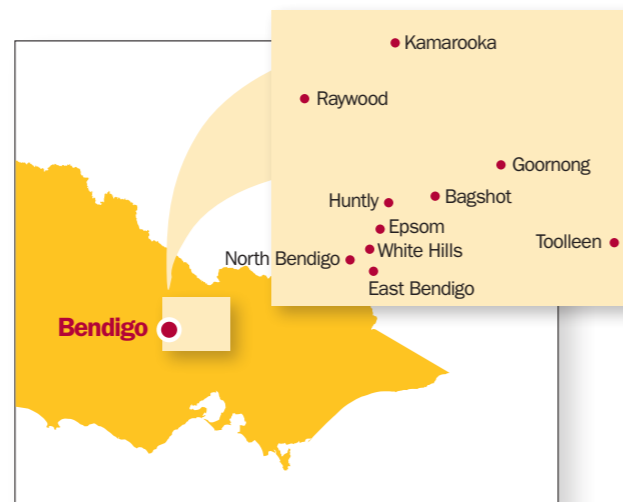 Kamarooka
Raywood
Goornong
Huntly
Bagshot
Epsom
White Hills
Toolleen
North Bendigo
East Bendigo
Bendigo